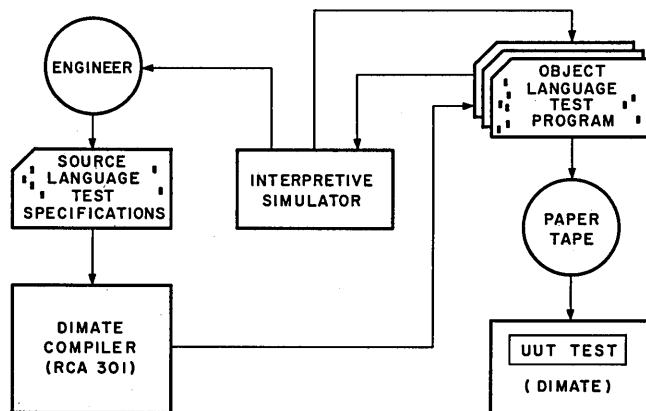 ENGINEER
SOURCE
LANGUAGE
TEST
SPECIFICATIONS
DIMATE
COMPILER
(RCA 301)
INTERPRETIVE
SIMULATOR
OBJECT
LANGUAGE
TEST
PROGRAM
PAPER
TAPE
UUT TEST
(DIMATE)